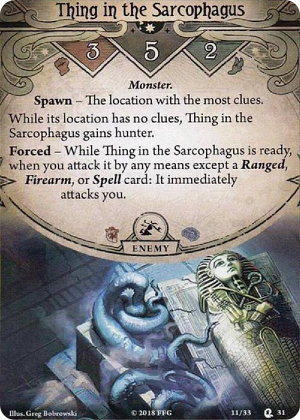 Thing in the Sarcophagus
3 5 2
Monster.
Spawn – The location with the most clues.
While its location has no clues, Thing in the
Sarcophagus gains hunter.
Forced – While Thing in the Sarcophagus is ready,
when you attack it by any means except a Ranged,
Firearm, or Spell card: It immediately
attacks you.
ENEMY
Illus. Greg Bobrowski
© 2018 FFG
11/33
31